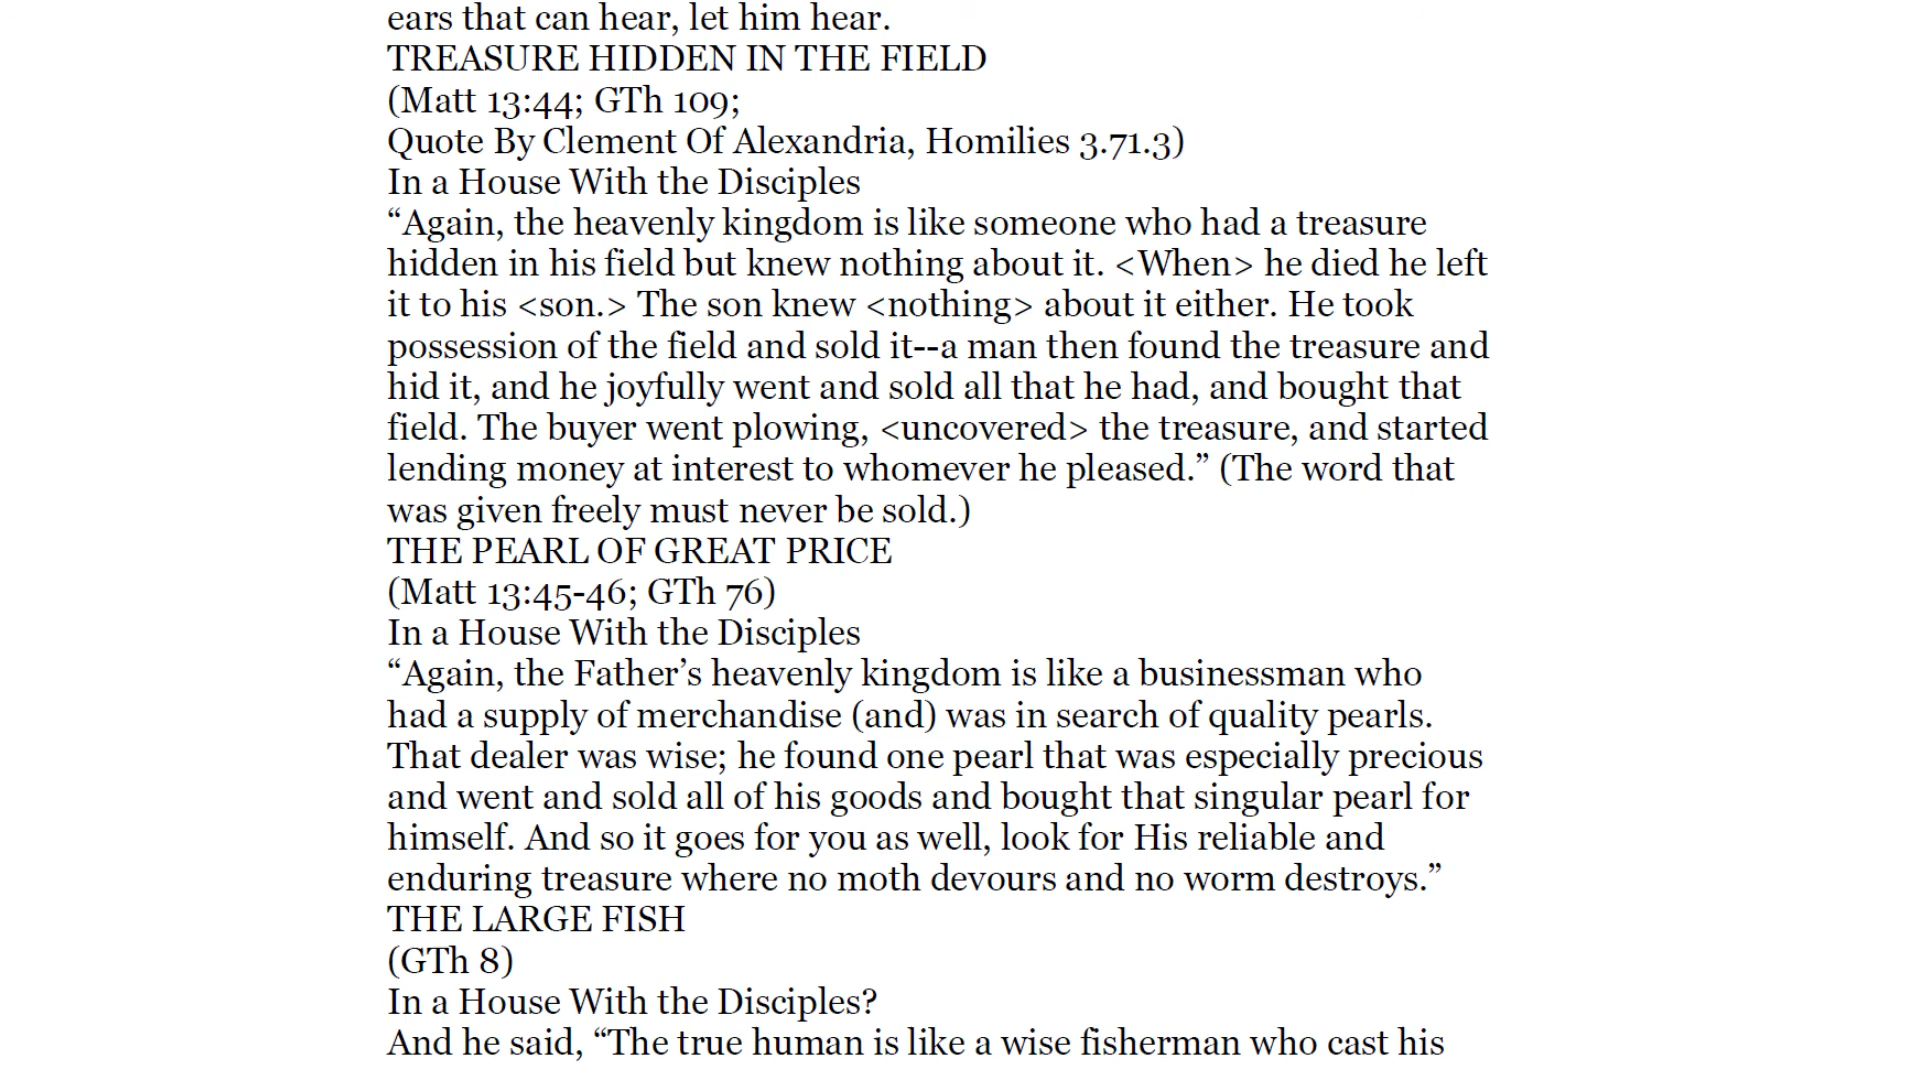 ears that can hear, let him hear.
TREASURE HIDDEN IN THE FIELD
(Matt 13:44; GTh 109;
Quote By Clement Of Alexandria, Homilies 3.71.3)
In a House With the Disciples
“Again, the heavenly kingdom is like someone who had a treasure
hidden in his field but knew nothing about it. <When> he died he left
it to his <son.> The son knew <nothing> about it either. He took
possession of the field and sold it--a man then found the treasure and
hid it, and he joyfully went and sold all that he had, and bought that
field. The buyer went plowing, <uncovered> the treasure, and started
lending money at interest to whomever he pleased.” (The word that
was given freely must never be sold.)
THE PEARL OF GREAT PRICE
(Matt 13:45-46; GTh 76)
In a House With the Disciples
“Again, the Father’s heavenly kingdom is like a businessman who
had a supply of merchandise (and) was in search of quality pearls.
That dealer was wise; he found one pearl that was especially precious
and went and sold all of his goods and bought that singular pearl for
himself. And so it goes for you as well, look for His reliable and
enduring treasure where no moth devours and no worm destroys.”
THE LARGE FISH
(GTh 8)
In a House With the Disciples?
And he said, “The true human is like a wise fisherman who cast his